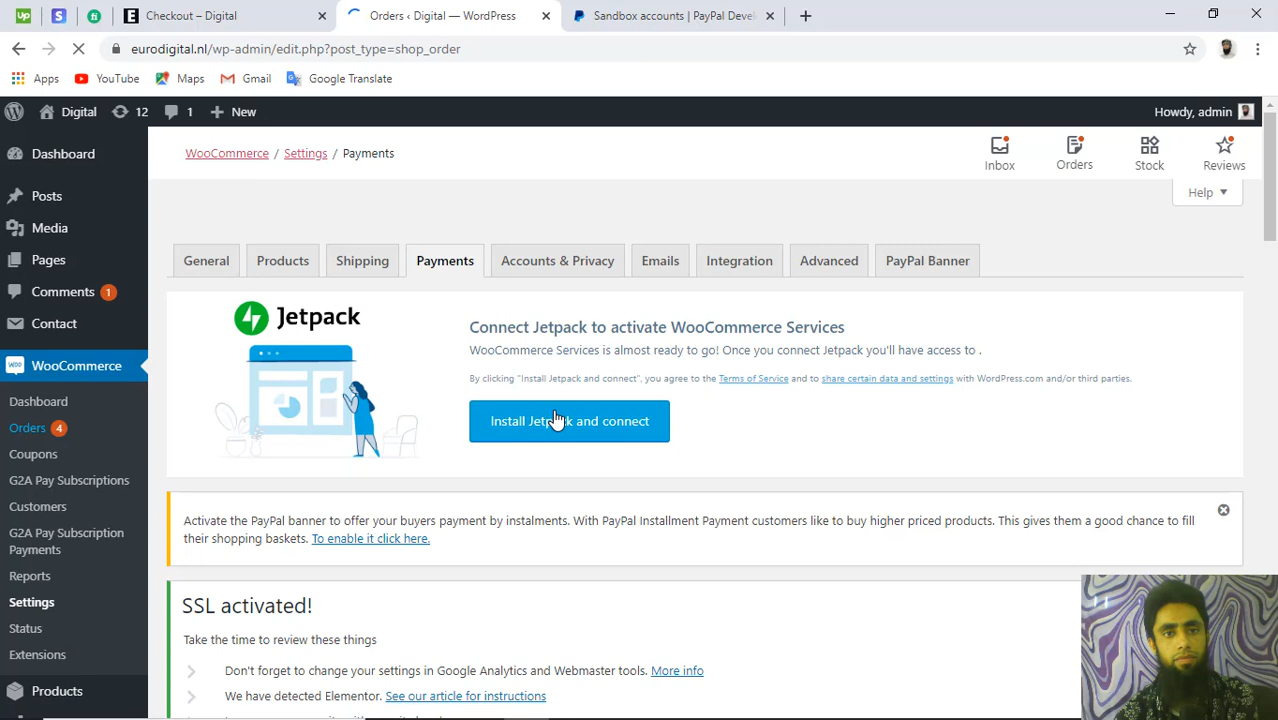 Up
S
fi
E Checkout – Digital
Orders ‹ Digital — WordPress
Sandbox accounts | PayPal Devel
eurodigital.nl/wp-admin/edit.php?post_type=shop_order
Apps
YouTube
Maps
Gmail
Google Translate
Digital
12
1
New
Howdy, admin
Dashboard
Posts
Media
Pages
Comments 1
Contact
WooCommerce
Dashboard
Orders 4
Coupons
G2A Pay Subscriptions
Customers
G2A Pay Subscription
Payments
Reports
Settings
Status
Extensions
Products
WooCommerce / Settings / Payments
Inbox
Orders
Stock
Reviews
Help
General
Products
Shipping
Payments
Accounts & Privacy
Emails
Integration
Advanced
PayPal Banner
Jetpack
Connect Jetpack to activate WooCommerce Services
WooCommerce Services is almost ready to go! Once you connect Jetpack you'll have access to .
By clicking "Install Jetpack and connect", you agree to the Terms of Service and to share certain data and settings with WordPress.com and/or third parties.
Install Jetpack and connect
Activate the PayPal banner to offer your buyers payment by instalments. With PayPal Installment Payment customers like to buy higher priced products. This gives them a good chance to fill
their shopping baskets. To enable it click here.
SSL activated!
Take the time to review these things
Don't forget to change your settings in Google Analytics and Webmaster tools. More info
We have detected Elementor. See our article for instructions